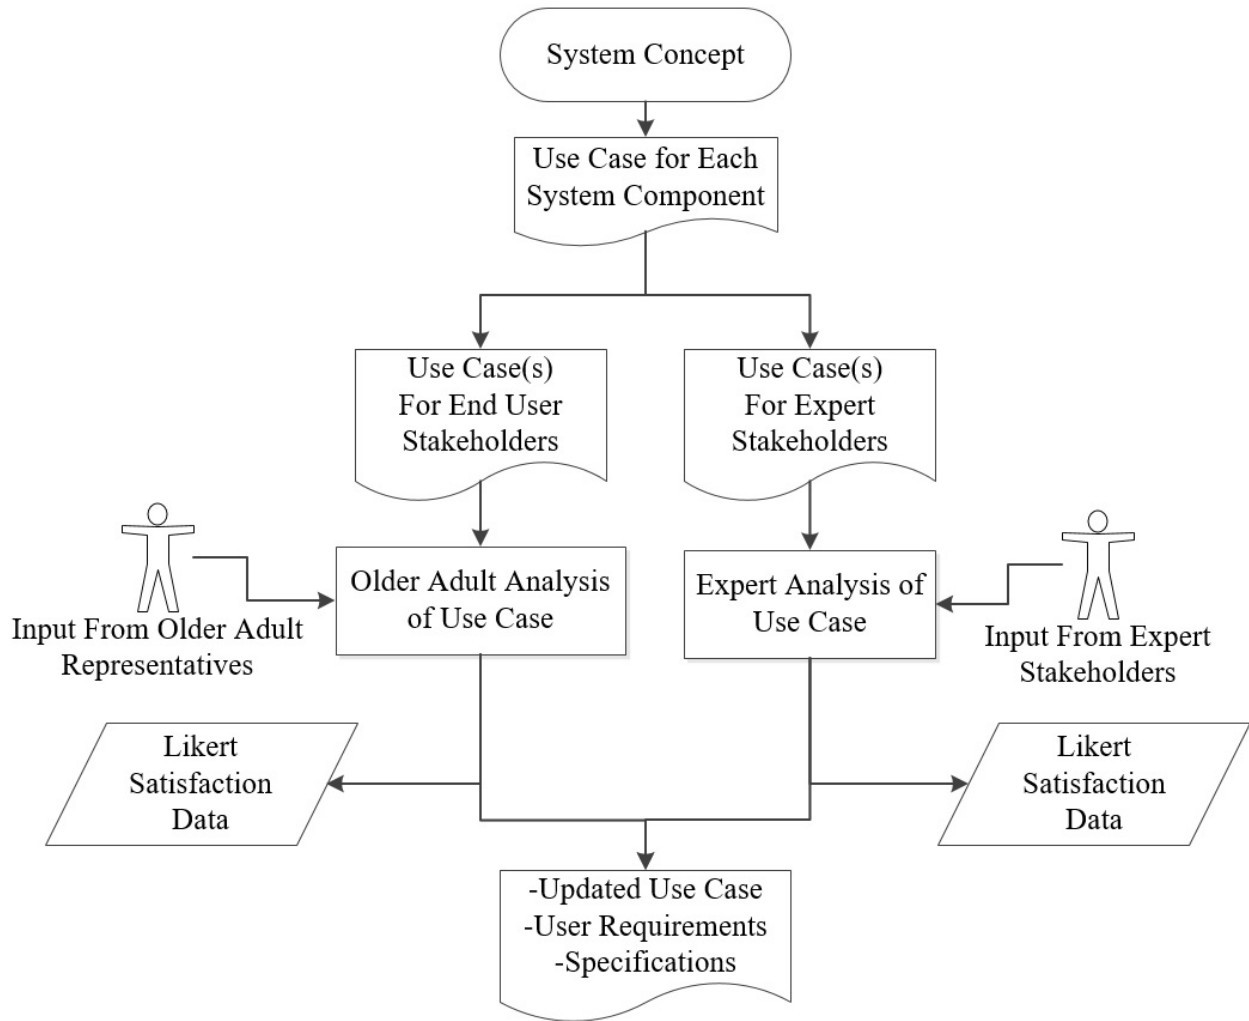 System Concept
Use Case for Each
System Component
Use Case(s)
For End User
Stakeholders
Use Case(s)
For Expert
Stakeholders
Older Adult Analysis
of Use Case
Expert Analysis of
Use Case
Input From Older Adult
Representatives
Input From Expert
Stakeholders
Likert
Satisfaction
Data
Likert
Satisfaction
Data
-Updated Use Case
-User Requirements
-Specifications